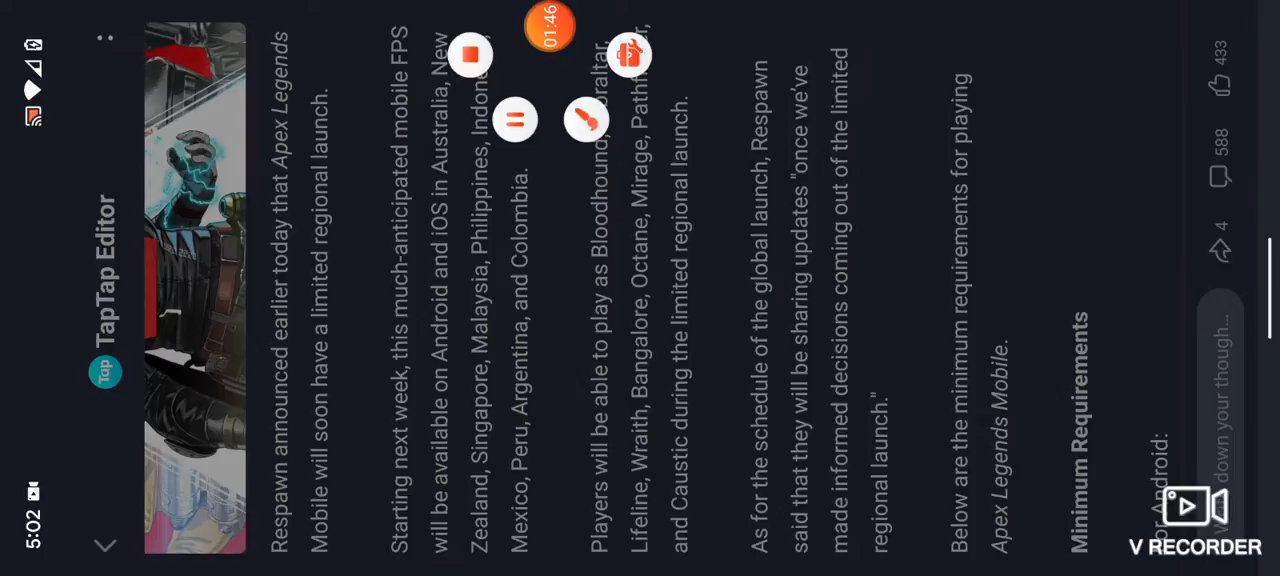 5:02
01:46
Tap TapTap Editor
Respawn announced earlier today that Apex Legends
Mobile will soon have a limited regional launch.
Starting next week, this much-anticipated mobile FPS
will be available on Android and iOS in Australia, New
Zealand, Singapore, Malaysia, Philippines,
Mexico, Peru, Argentina, and Colombia.
Players will be able to play as Bloodhound,
Lifeline, Wraith, Bangalore, Octane, Mirage,
and Caustic during the limited regional launch.
As for the schedule of the global launch, Respawn
said that they will be sharing updates "once we've
made informed decisions coming out of the limited
regional launch."
Below are the minimum requirements for playing
Apex Legends Mobile.
Minimum Requirements
Android:
down your though...
4
588
433
V RECORDER